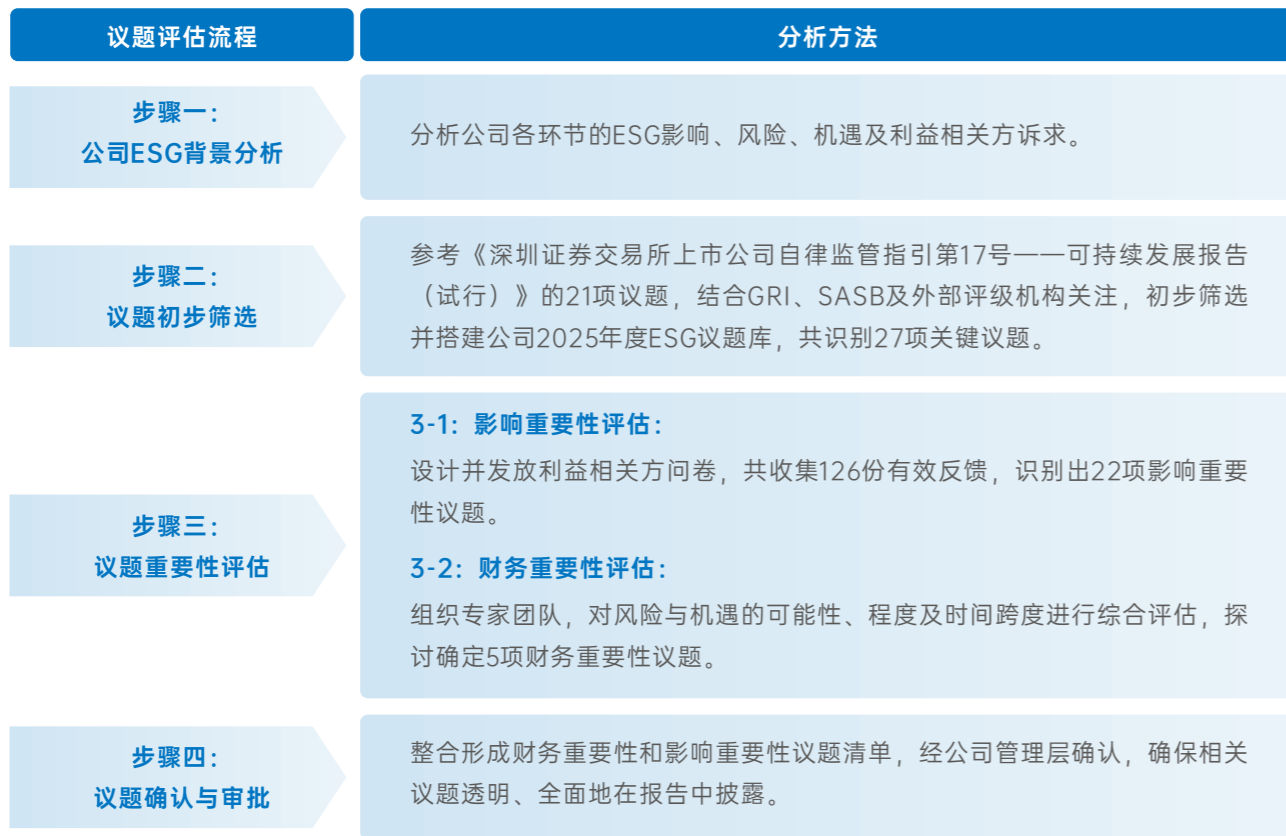 议题评估流程
分析方法
步骤一：
公司ESG背景分析
分析公司各环节的ESG影响、风险、机遇及利益相关方诉求。
步骤二：
议题初步筛选
参考《深圳证券交易所上市公司自律监管指引第17号——可持续发展报告
（试行）》的21项议题，结合GRI、SASB及外部评级机构关注，初步筛选
并搭建公司2025年度ESG议题库，共识别27项关键议题。
步骤三：
议题重要性评估
3-1：影响重要性评估：
设计并发放利益相关方问卷，共收集126份有效反馈，识别出22项影响重要
性议题。
3-2：财务重要性评估：
组织专家团队，对风险与机遇的可能性、程度及时间跨度进行综合评估，探
讨确定5项财务重要性议题。
步骤四：
议题确认与审批
整合形成财务重要性和影响重要性议题清单，经公司管理层确认，确保相关
议题透明、全面地在报告中披露。